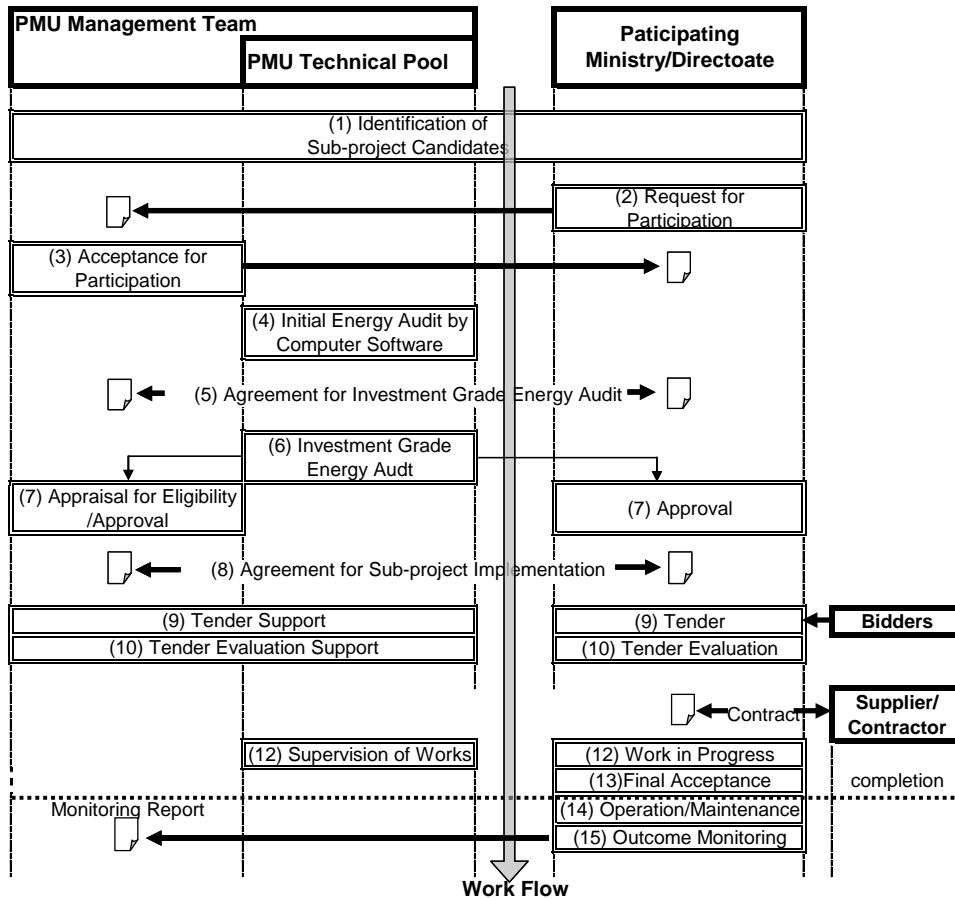 PMU Management Team
PMU Technical Pool
Paticipating
Ministry/Directoate
(1) Identification of
Sub-project Candidates
(2) Request for
Participation
(3) Acceptance for
Participation
(4) Initial Energy Audit by
Computer Software
(5) Agreement for Investment Grade Energy Audit
(6) Investment Grade
Energy Audt
(7) Appraisal for Eligibility
/Approval
(7) Approval
(8) Agreement for Sub-project Implementation
(9) Tender Support
(9) Tender
Bidders
(10) Tender Evaluation Support
(10) Tender Evaluation
Contract
Supplier/
Contractor
(12) Supervision of Works
(12) Work in Progress
(13)Final Acceptance
completion
Monitoring Report
(14) Operation/Maintenance
(15) Outcome Monitoring
Work Flow